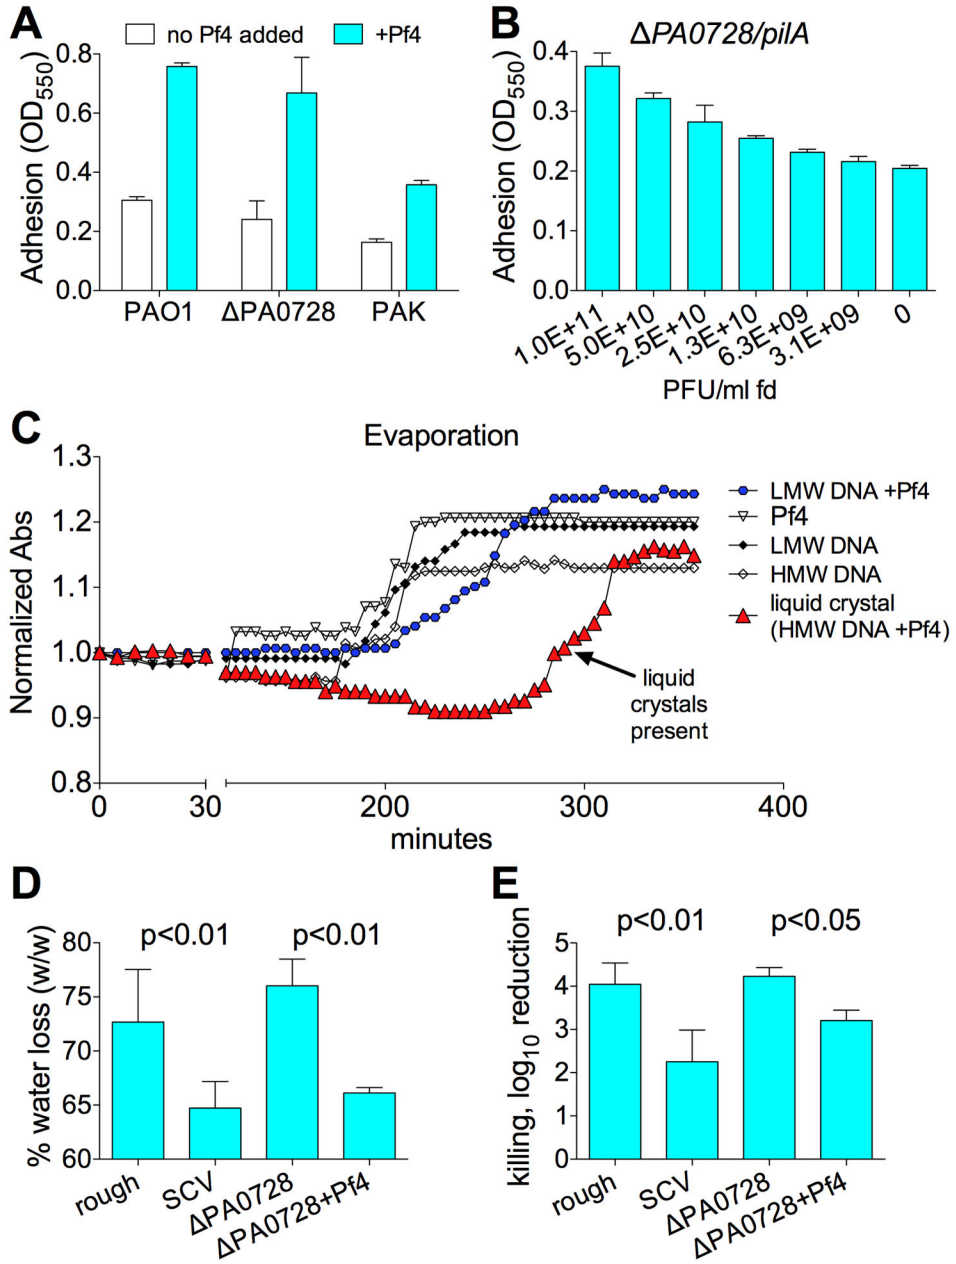 A
no Pf4 added
+Pf4
Adhesion (OD550)
0.8
0.6
0.4
0.2
0.0
PAO1
ΔPA0728
PAK
B
ΔPA0728/pilA
Adhesion (OD550)
0.4
0.3
0.2
0.1
0.0
1.0E+11
5.0E+10
2.5E+10
1.3E+10
6.3E+09
3.1E+09
0
PFU/ml fd
C
Evaporation
Normalized Abs
1.3
1.2
1.1
1.0
0.9
0.8
0
30
200
300
400
minutes
LMW DNA +Pf4
Pf4
LMW DNA
HMW DNA
liquid crystal
(HMW DNA +Pf4)
liquid
crystals
present
D
% water loss (w/w)
p<0.01
p<0.01
80
75
70
65
60
rough
SCV
ΔPA0728
ΔPA0728+Pf4
E
killing, log10 reduction
p<0.01
p<0.05
5
4
3
2
1
0
rough
SCV
ΔPA0728
ΔPA0728+Pf4